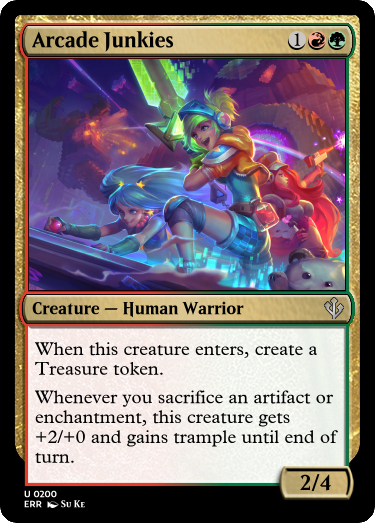 Arcade Junkies 1
Creature — Human Warrior
When this creature enters, create a
Treasure token.
Whenever you sacrifice an artifact or
enchantment, this creature gets
+2/+0 and gains trample until end of
turn.
2/4
U 0200
ERR Su Ke